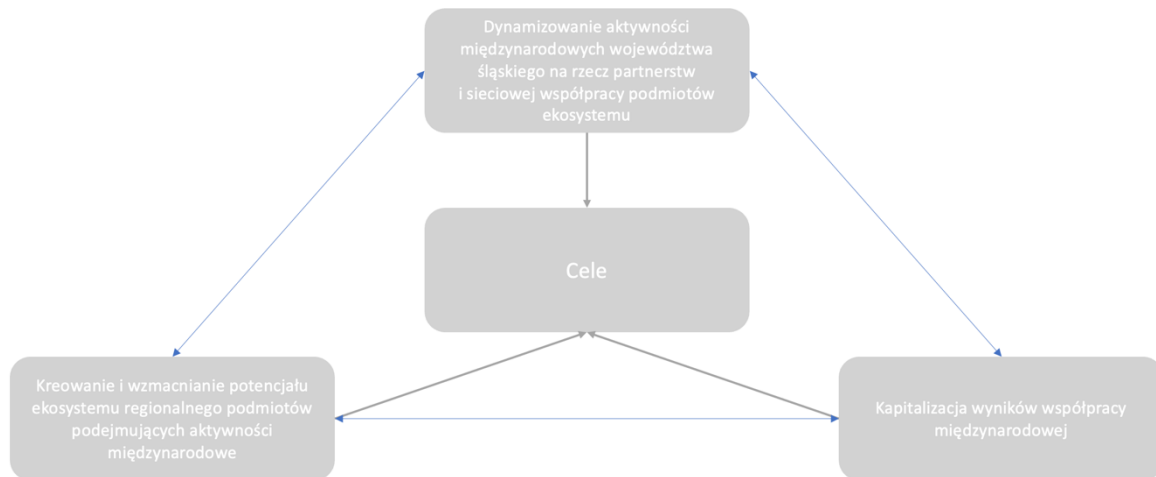 Dynamizowanie aktywności
międzynarodowych województwa
śląskiego na rzecz partnerstw
i sieciowej współpracy podmiotów
ekosystemu
Cele
Kreowanie i wzmacnianie potencjału
ekosystemu regionalnego podmiotów
podejmujących aktywności
międzynarodowe
Kapitalizacja wyników współpracy
międzynarodowej